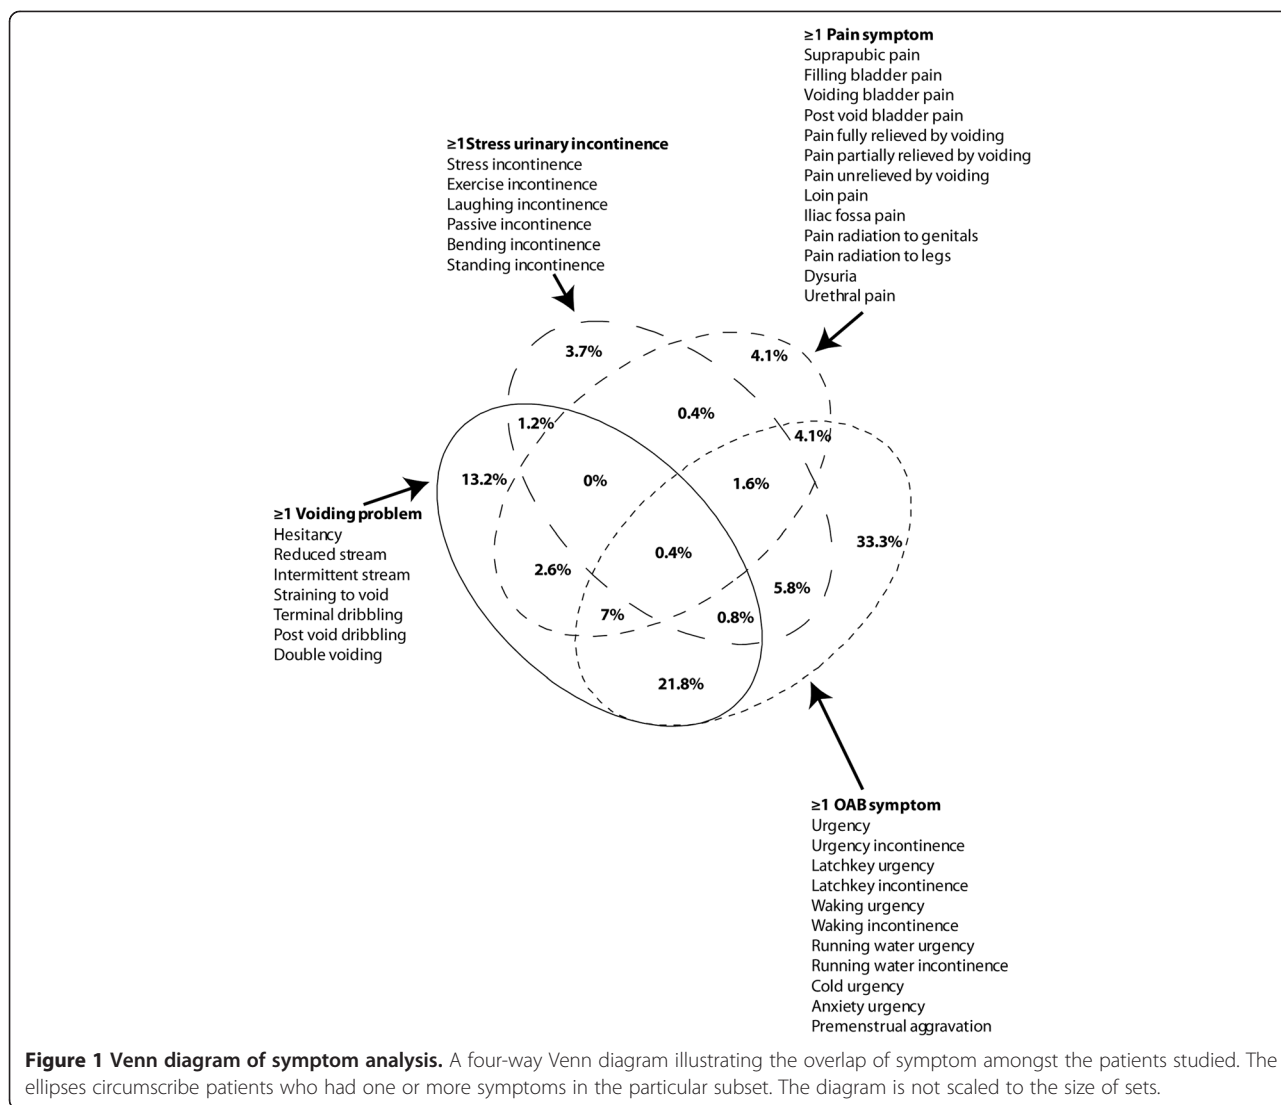 ≥1 Pain symptom
Suprapubic pain
Filling bladder pain
Voiding bladder pain
Post void bladder pain
Pain fully relieved by voiding
Pain partially relieved by voiding
Pain unrelieved by voiding
Loin pain
Iliac fossa pain
Pain radiation to genitals
Pain radiation to legs
Dysuria
Urethral pain
≥1 Stress urinary incontinence
Stress incontinence
Exercise incontinence
Laughing incontinence
Passive incontinence
Bending incontinence
Standing incontinence
3.7%
4.1%
0.4%
1.2%
4.1%
13.2%
0%
1.6%
33.3%
0.4%
2.6%
5.8%
7%
0.8%
21.8%
≥1 Voiding problem
Hesitancy
Reduced stream
Intermittent stream
Straining to void
Terminal dribbling
Post void dribbling
Double voiding
≥1 OAB symptom
Urgency
Urgency incontinence
Latchkey urgency
Latchkey incontinence
Waking urgency
Waking incontinence
Running water urgency
Running water incontinence
Cold urgency
Anxiety urgency
Premenstrual aggravation
Figure 1 Venn diagram of symptom analysis. A four-way Venn diagram illustrating the overlap of symptom amongst the patients studied. The
ellipses circumscribe patients who had one or more symptoms in the particular subset. The diagram is not scaled to the size of sets.